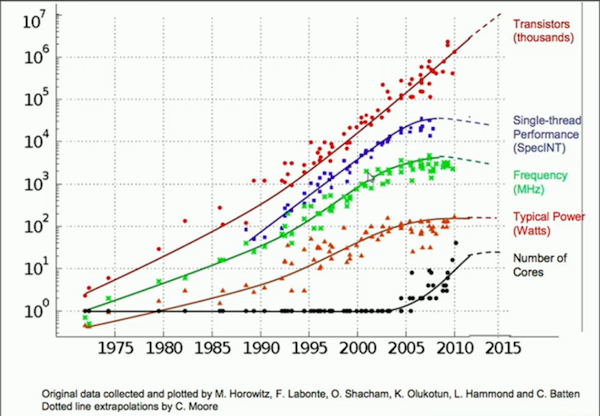 10^7
10^6
10^5
10^4
10^3
10^2
10^1
10^0
1975 1980 1985 1990 1995 2000 2005 2010 2015
Transistors
(thousands)
Single-thread
Performance
(SpecINT)
Frequency
(MHz)
Typical Power
(Watts)
Number of
Cores
Original data collected and plotted by M. Horowitz, F. Labonte, O. Shacham, K. Olukotun, L. Hammond and C. Batten
Dotted line extrapolations by C. Moore